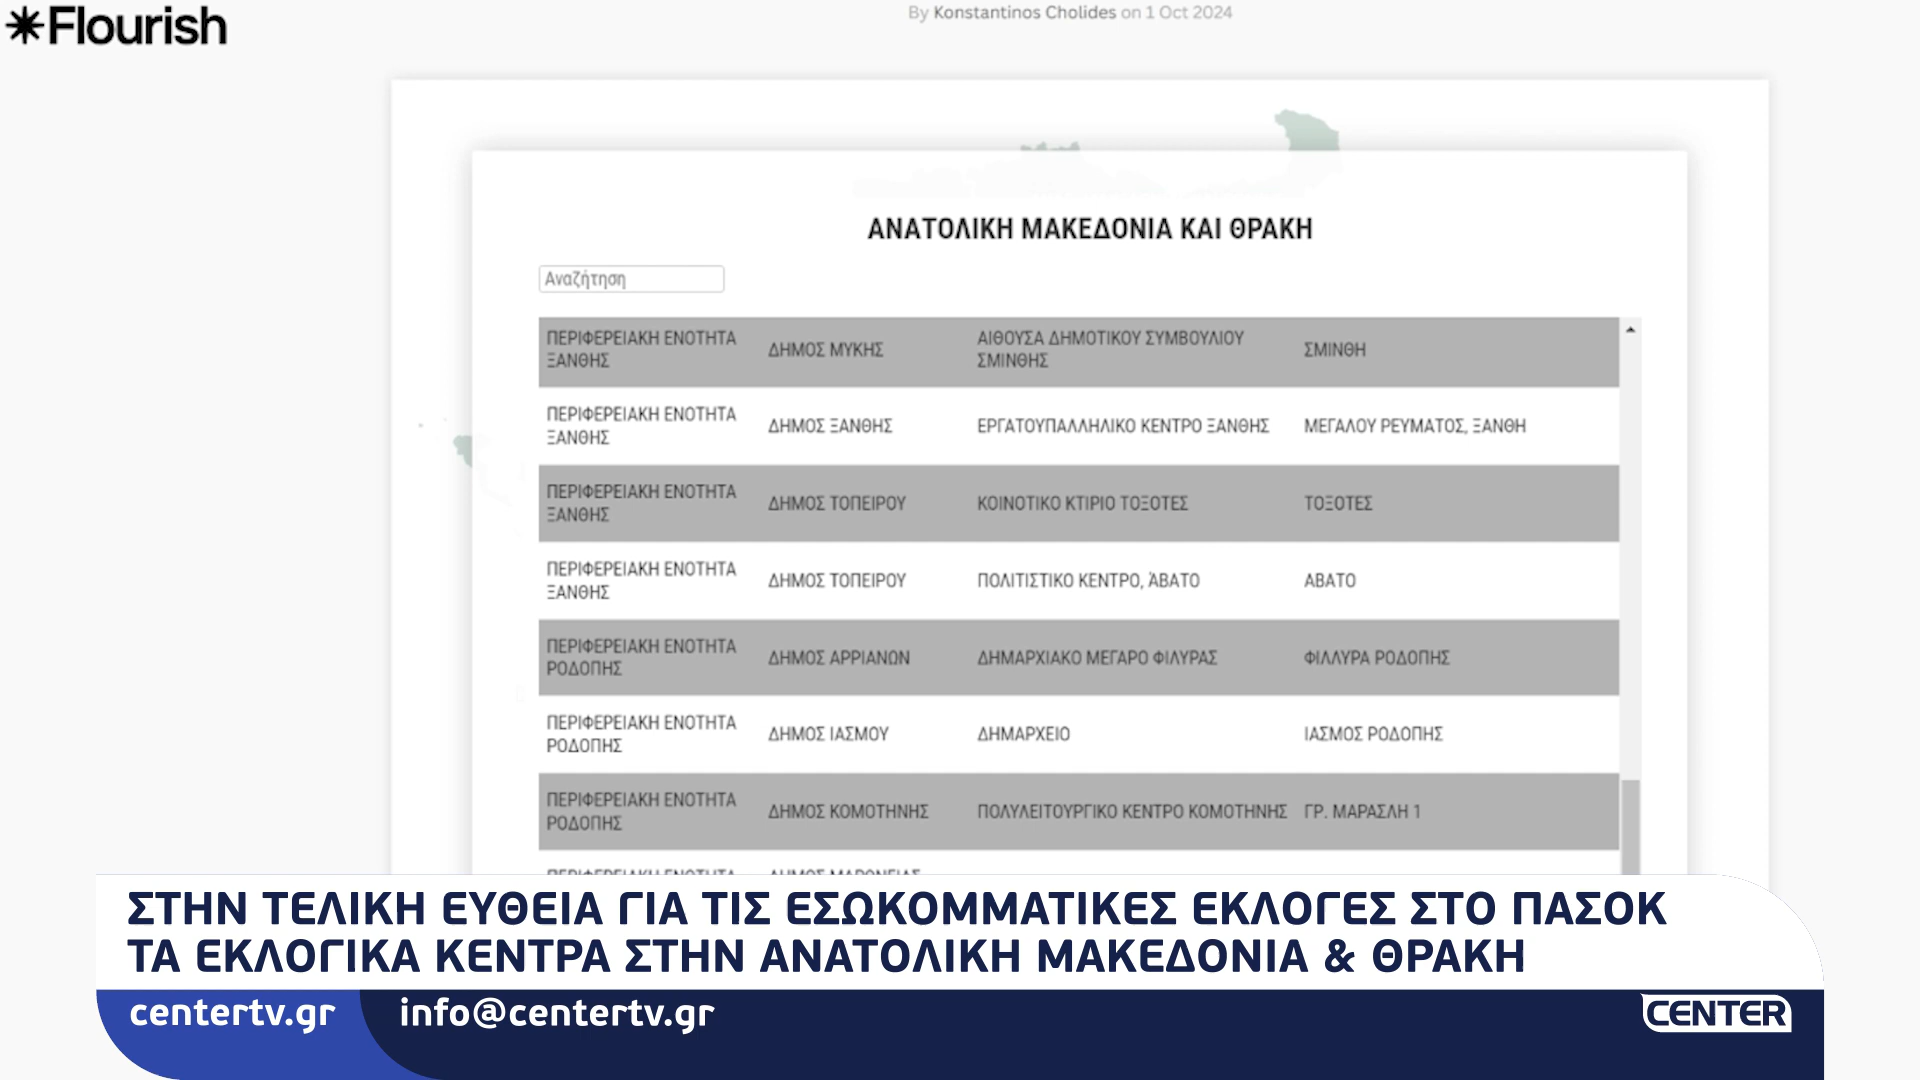 Flourish
By Konstantinos Cholides on 1 Oct 2024
ΑΝΑΤΟΛΙΚΗ ΜΑΚΕΔΟΝΙΑ ΚΑΙ ΘΡΑΚΗ
Αναζήτηση
ΠΕΡΙΦΕΡΕΙΑΚΗ ΕΝΟΤΗΤΑ
ΞΑΝΘΗΣ
ΔΗΜΟΣ ΜΥΚΗΣ
ΑΙΘΟΥΣΑ ΔΗΜΟΤΙΚΟΥ ΣΥΜΒΟΥΛΙΟΥ
ΣΜΙΝΘΗΣ
ΣΜΙΝΘΗ
ΠΕΡΙΦΕΡΕΙΑΚΗ ΕΝΟΤΗΤΑ
ΞΑΝΘΗΣ
ΔΗΜΟΣ ΞΑΝΘΗΣ
ΕΡΓΑΤΟΥΠΑΛΛΗΛΙΚΟ ΚΕΝΤΡΟ ΞΑΝΘΗΣ
ΜΕΓΑΛΟΥ ΡΕΥΜΑΤΟΣ, ΞΑΝΘΗ
ΠΕΡΙΦΕΡΕΙΑΚΗ ΕΝΟΤΗΤΑ
ΞΑΝΘΗΣ
ΔΗΜΟΣ ΤΟΠΕΙΡΟΥ
ΚΟΙΝΟΤΙΚΟ ΚΤΙΡΙΟ ΤΟΞΟΤΕΣ
ΤΟΞΟΤΕΣ
ΠΕΡΙΦΕΡΕΙΑΚΗ ΕΝΟΤΗΤΑ
ΞΑΝΘΗΣ
ΔΗΜΟΣ ΤΟΠΕΙΡΟΥ
ΠΟΛΙΤΙΣΤΙΚΟ ΚΕΝΤΡΟ, ΆΒΑΤΟ
ΑΒΑΤΟ
ΠΕΡΙΦΕΡΕΙΑΚΗ ΕΝΟΤΗΤΑ
ΡΟΔΟΠΗΣ
ΔΗΜΟΣ ΑΡΡΙΑΝΩΝ
ΔΗΜΑΡΧΙΑΚΟ ΜΕΓΑΡΟ ΦΙΛΥΡΑΣ
ΦΙΛΛΥΡΑ ΡΟΔΟΠΗΣ
ΠΕΡΙΦΕΡΕΙΑΚΗ ΕΝΟΤΗΤΑ
ΡΟΔΟΠΗΣ
ΔΗΜΟΣ ΙΑΣΜΟΥ
ΔΗΜΑΡΧΕΙΟ
ΙΑΣΜΟΣ ΡΟΔΟΠΗΣ
ΠΕΡΙΦΕΡΕΙΑΚΗ ΕΝΟΤΗΤΑ
ΡΟΔΟΠΗΣ
ΔΗΜΟΣ ΚΟΜΟΤΗΝΗΣ
ΠΟΛΥΛΕΙΤΟΥΡΓΙΚΟ ΚΕΝΤΡΟ ΚΟΜΟΤΗΝΗΣ
ΓΡ. ΜΑΡΑΣΛΗ 1
ΣΤΗΝ ΤΕΛΙΚΗ ΕΥΘΕΙΑ ΓΙΑ ΤΙΣ ΕΣΩΚΟΜΜΑΤΙΚΕΣ ΕΚΛΟΓΕΣ ΣΤΟ ΠΑΣΟΚ
ΤΑ ΕΚΛΟΓΙΚΑ ΚΕΝΤΡΑ ΣΤΗΝ ΑΝΑΤΟΛΙΚΗ ΜΑΚΕΔΟΝΙΑ & ΘΡΑΚΗ
centertv.gr
info@centertv.gr
CENTER